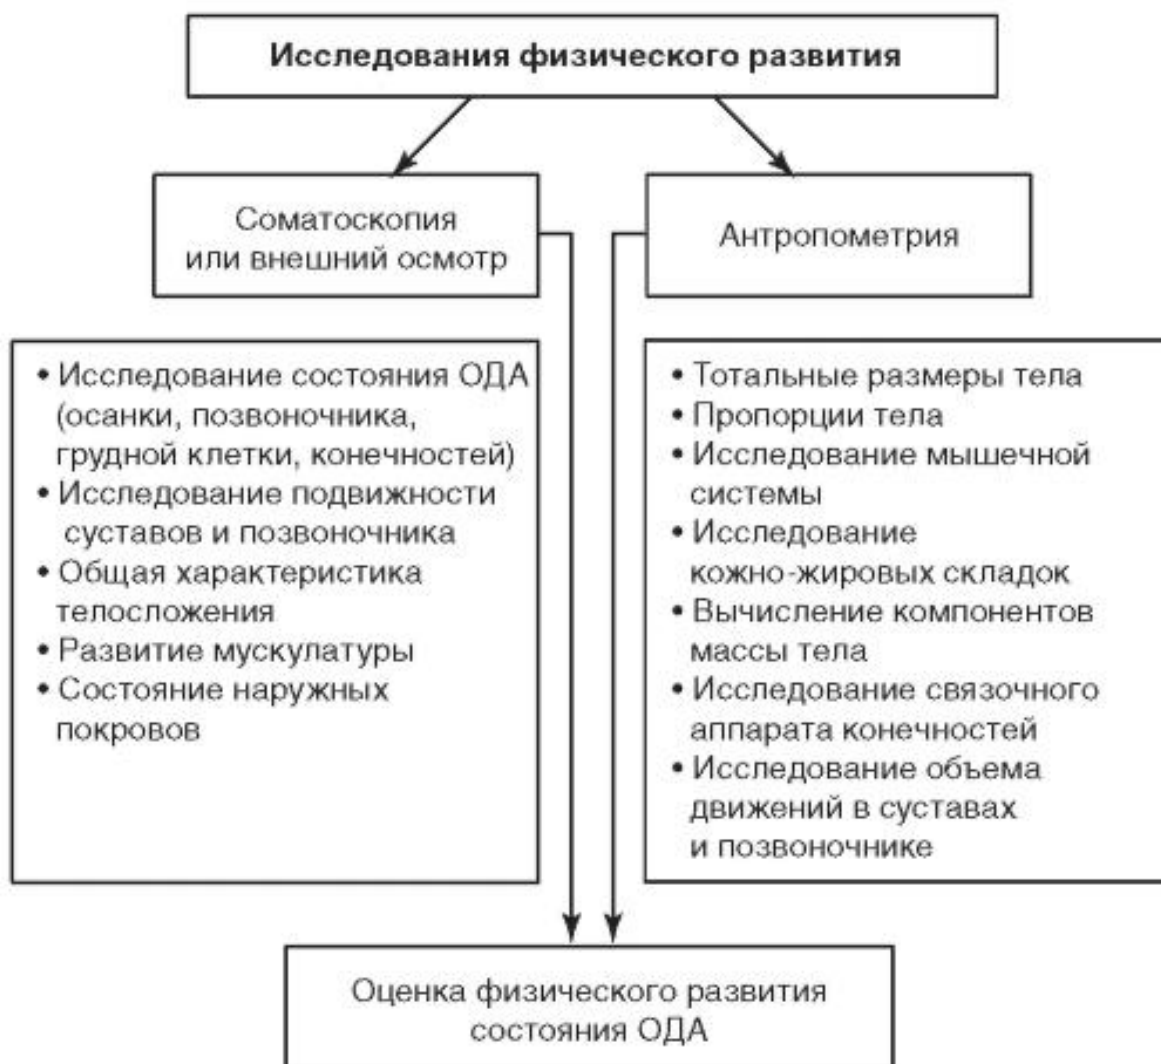 Исследования физического развития
Соматоскопия
или внешний осмотр
Антропометрия
• Исследование состояния ОДА
(осанки, позвоночника,
грудной клетки, конечностей)
• Исследование подвижности
суставов и позвоночника
• Общая характеристика
телосложения
• Развитие мускулатуры
• Состояние наружных
покровов
• Тотальные размеры тела
• Пропорции тела
• Исследование мышечной
системы
• Исследование
кожно-жировых складок
• Вычисление компонентов
массы тела
• Исследование связочного
аппарата конечностей
• Исследование объема
движений в суставах
и позвоночнике
Оценка физического развития
состояния ОДА